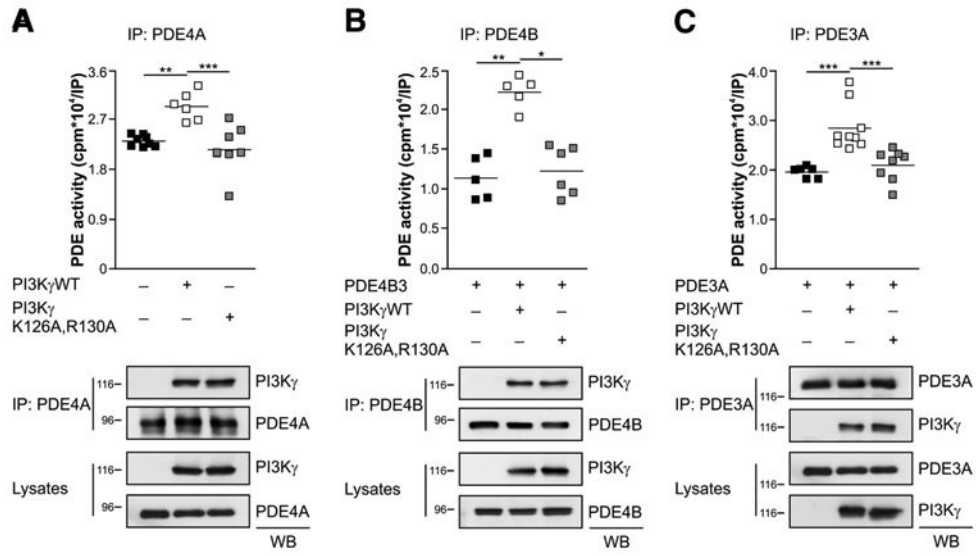 A
IP: PDE4A
PDE activity (cpm*10⁴/IP)
3.6
2.7
1.8
0.9
0
** ***
PI3KγWT – + –
PI3Kγ
K126A,R130A – – +
IP: PDE4A
116– PI3Kγ
96– PDE4A
Lysates
116– PI3Kγ
96– PDE4A
WB
B
IP: PDE4B
PDE activity (cpm*10⁴/IP)
2.5
2.0
1.5
1.0
0.5
0.0
** *
PDE4B3 + + +
PI3KγWT – + –
PI3Kγ
K126A,R130A – – +
IP: PDE4B
116– PI3Kγ
96– PDE4B
Lysates
116– PI3Kγ
96– PDE4B
WB
C
IP: PDE3A
PDE activity (cpm*10⁴/IP)
4.0
3.0
2.0
1.0
0.0
*** ***
PDE3A + + +
PI3KγWT – + –
PI3Kγ
K126A,R130A – – +
IP: PDE3A
116– PDE3A
116– PI3Kγ
Lysates
116– PDE3A
116– PI3Kγ
WB